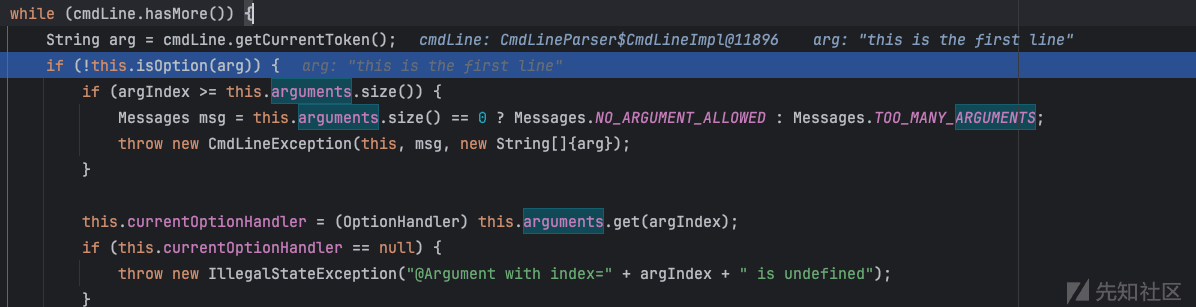 while (cmdLine.hasMore()) {
String arg = cmdLine.getCurrentToken(); cmdLine: CmdLineParser$CmdLineImpl@11896 arg: "this is the first line"
if (!this.isOption(arg)) { arg: "this is the first line"
if (argIndex >= this.arguments.size()) {
Messages msg = this.arguments.size() == 0 ? Messages.NO_ARGUMENT_ALLOWED : Messages.TOO_MANY_ARGUMENTS;
throw new CmdLineException(this, msg, new String[]{arg});
}
this.currentOptionHandler = (OptionHandler) this.arguments.get(argIndex);
if (this.currentOptionHandler == null) {
throw new IllegalStateException("@Argument with index=" + argIndex + " is undefined");
}
先知社区